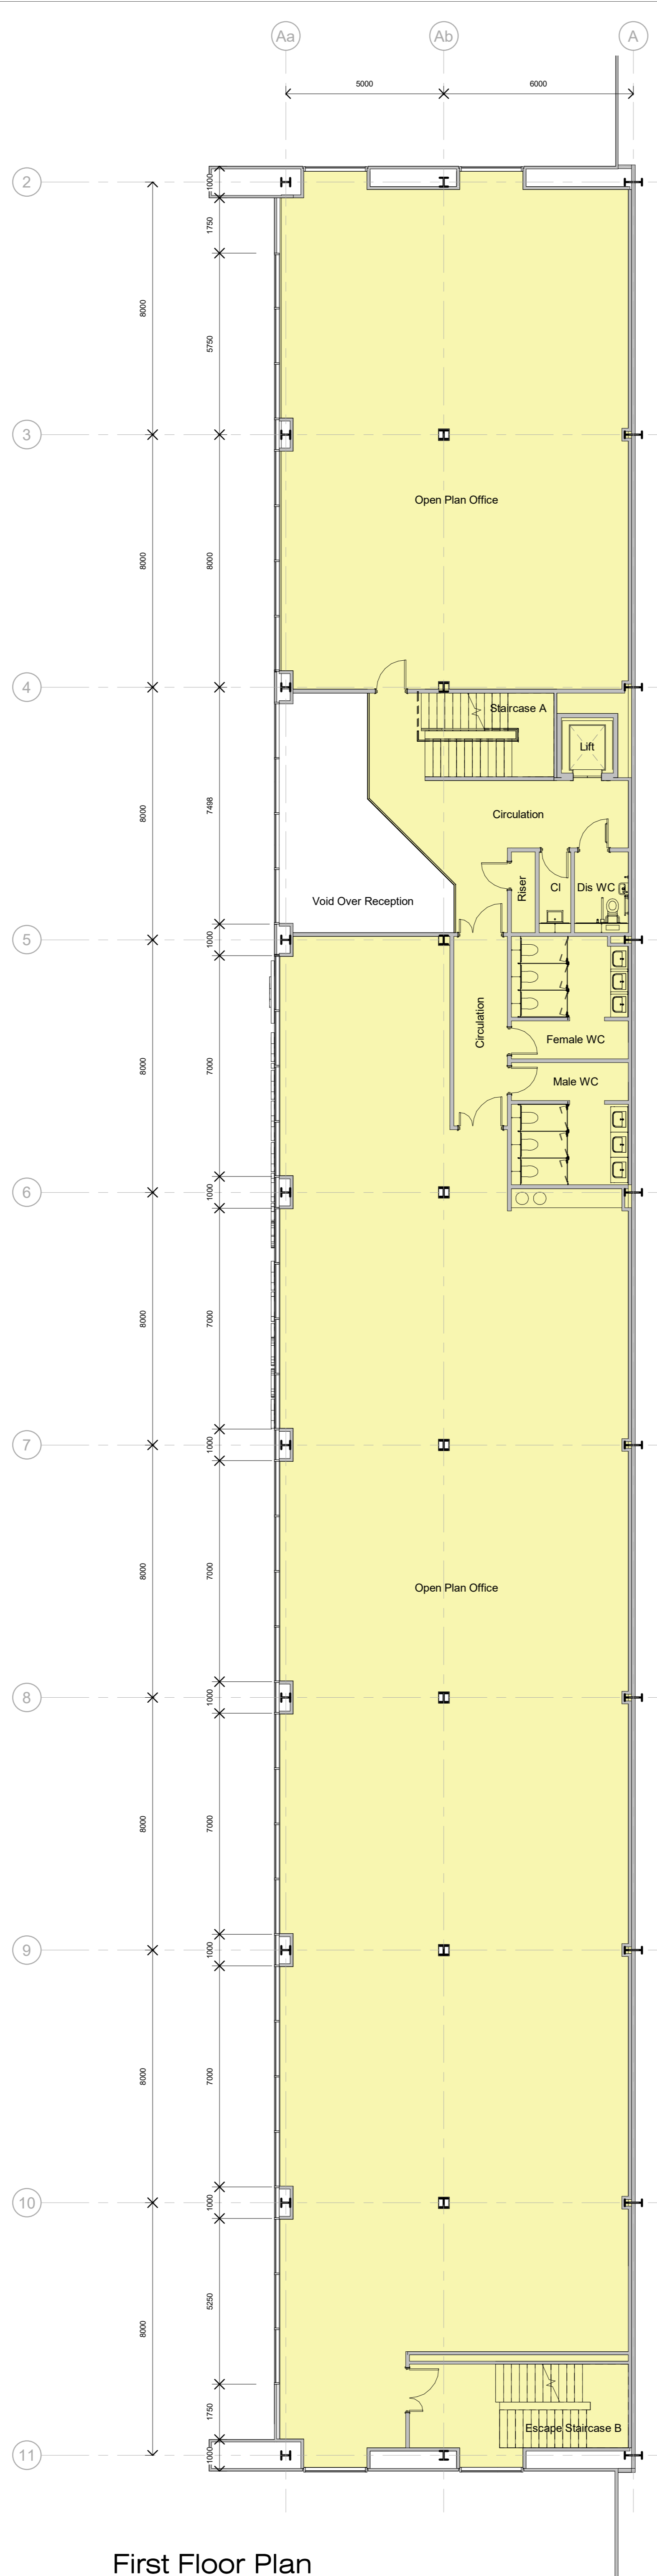 Aa
Ab
A
5000
6000
2
1000
1750
8000
5750
3
Open Plan Office
8000
8000
4
Staircase A
Lift
8000
7498
Circulation
Riser
Cl
Dis WC
Void Over Reception
1000
5
Circulation
Female WC
8000
7000
Male WC
6
1000
8000
7000
7
1000
8000
7000
Open Plan Office
8
1000
8000
7000
9
1000
8000
7000
10
1000
8000
5250
1750
Escape Staircase B
11
1000
First Floor Plan